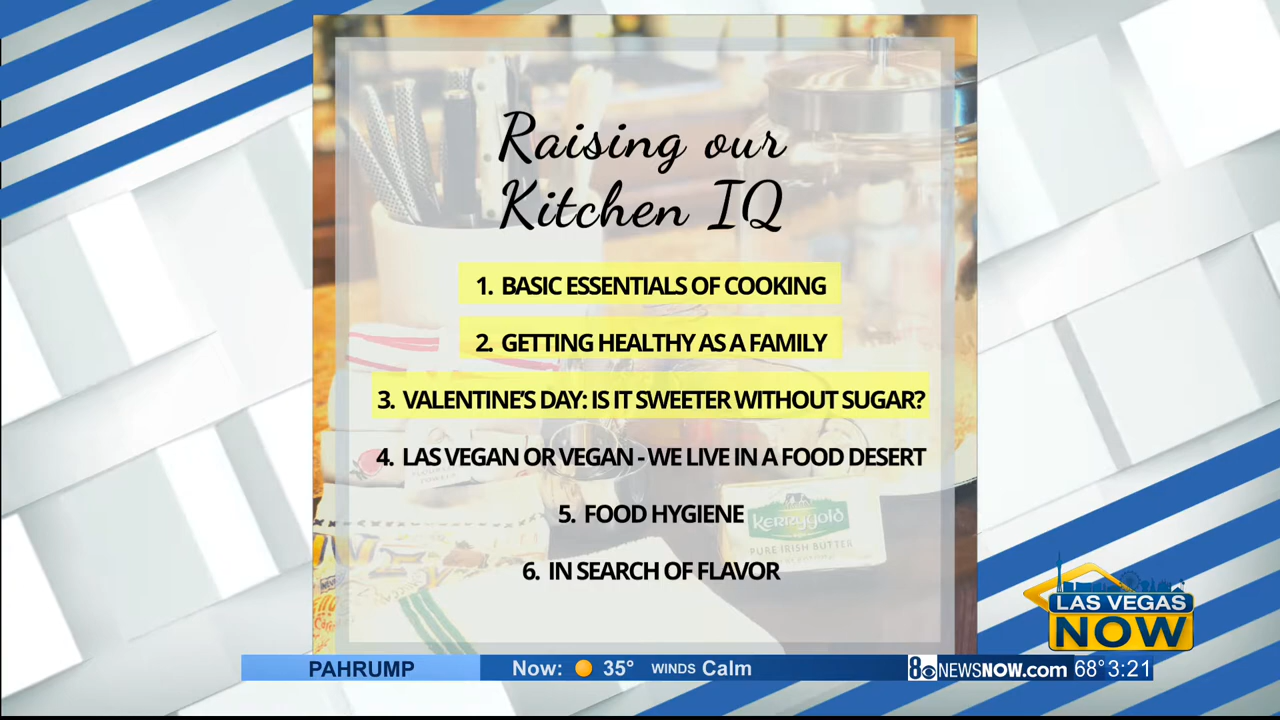 Raising our
Kitchen IQ
1. BASIC ESSENTIALS OF COOKING
2. GETTING HEALTHY AS A FAMILY
3. VALENTINE'S DAY: IS IT SWEETER WITHOUT SUGAR?
4. LAS VEGAN OR VEGAN - WE LIVE IN A FOOD DESERT
5. FOOD HYGIENE
Kerrygold
PURE IRISH BUTTER
6. IN SEARCH OF FLAVOR
LAS VEGAS
NOW
PAHRUMP Now: 35° WINDS Calm 8 NEWSNOW.com 68° 3:21